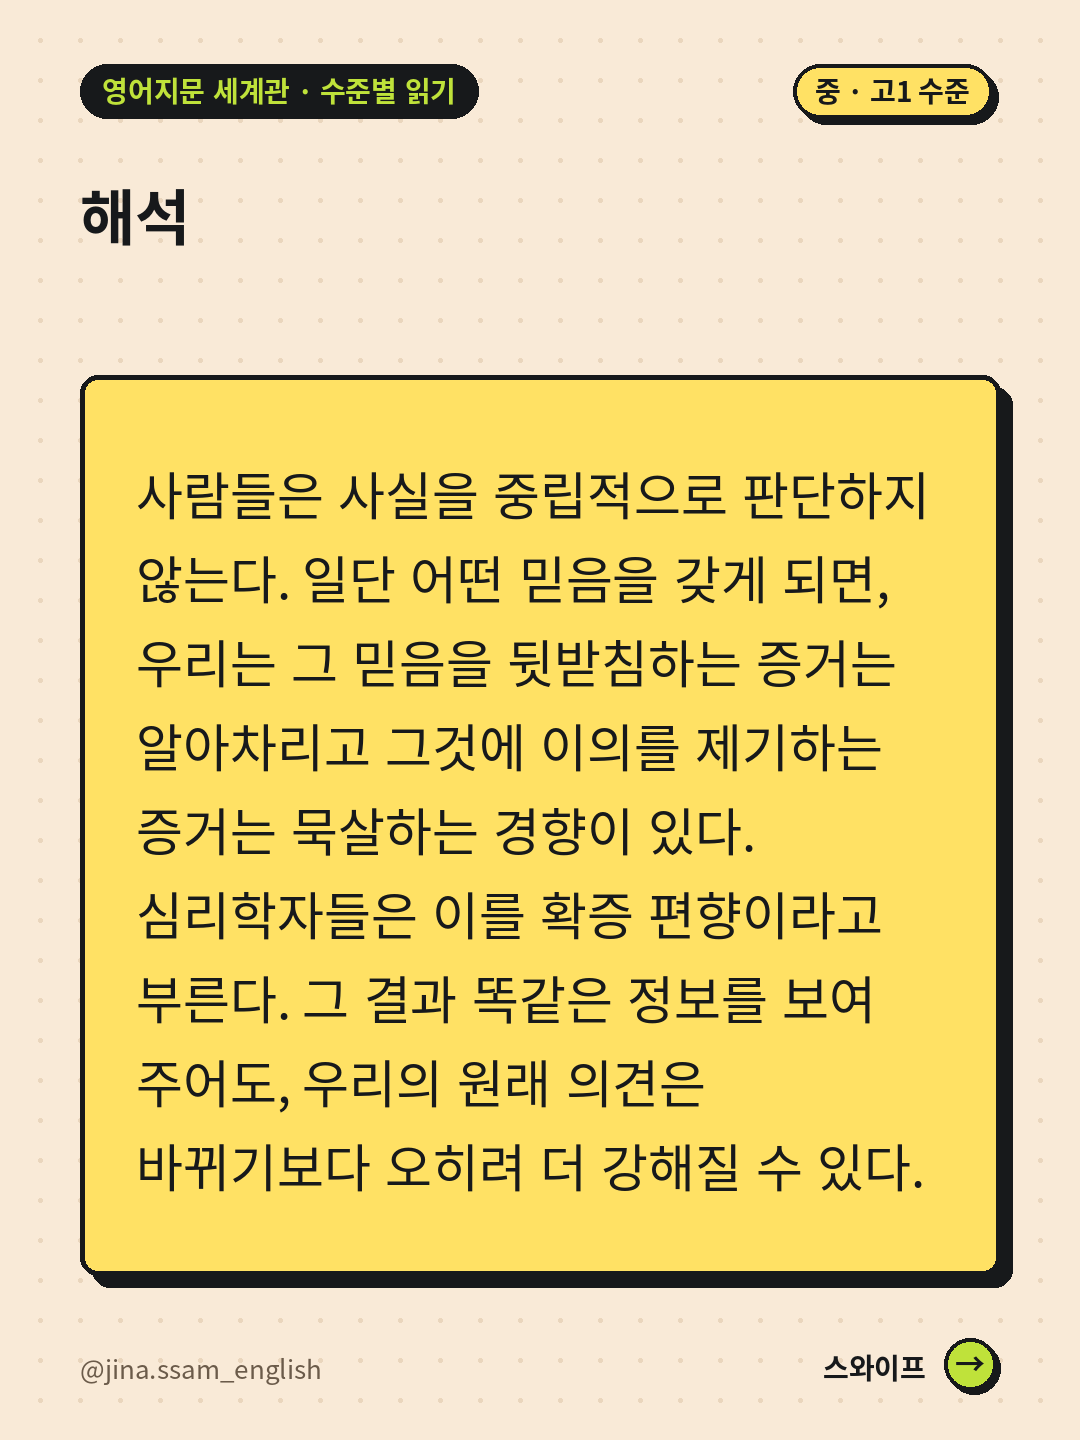 영어지문 세계관 · 수준별 읽기
중 · 고1 수준
해석
사람들은 사실을 중립적으로 판단하지
않는다. 일단 어떤 믿음을 갖게 되면,
우리는 그 믿음을 뒷받침하는 증거는
알아차리고 그것에 이의를 제기하는
증거는 묵살하는 경향이 있다.
심리학자들은 이를 확증 편향이라고
부른다. 그 결과 똑같은 정보를 보여
주어도, 우리의 원래 의견은
바뀌기보다 오히려 더 강해질 수 있다.
@jina.ssam_english
스와이프 →